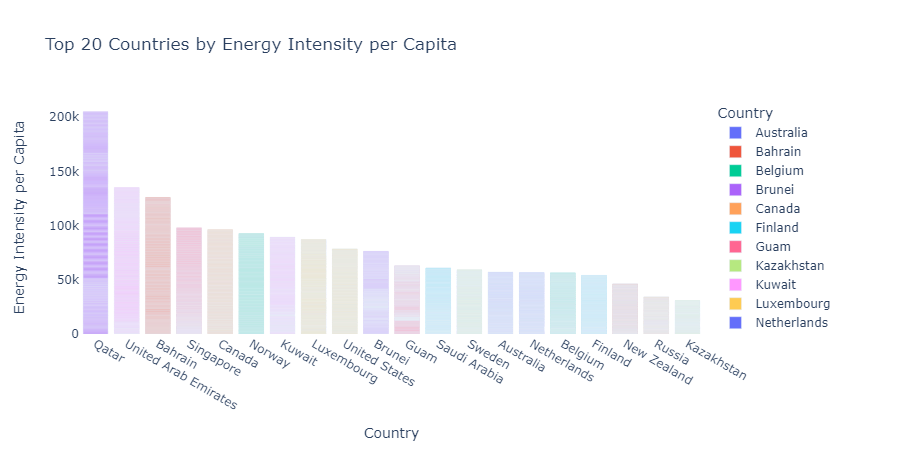 Top 20 Countries by Energy Intensity per Capita
Energy Intensity per Capita
200k
150k
100k
50k
0
Qatar
United Arab Emirates
Bahrain
Singapore
Canada
Norway
Kuwait
Luxembourg
United States
Brunei
Guam
Saudi Arabia
Sweden
Australia
Netherlands
Belgium
Finland
New Zealand
Russia
Kazakhstan
Country
Country
Australia
Bahrain
Belgium
Brunei
Canada
Finland
Guam
Kazakhstan
Kuwait
Luxembourg
Netherlands